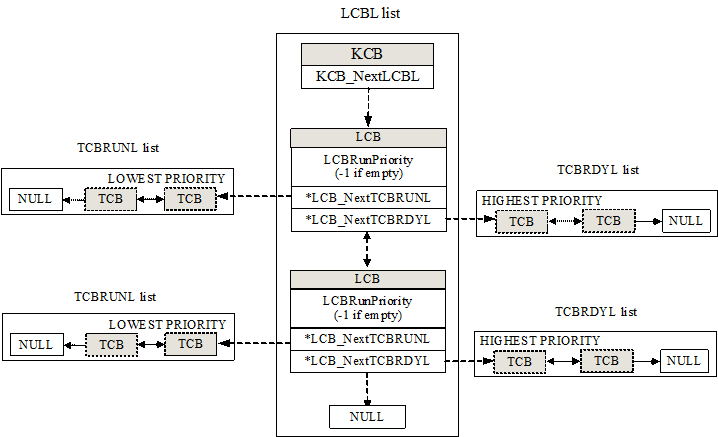 LCBL list
KCB
KCB_NextLCBL
LCB
LCBRunPriority
(-1 if empty)
*LCB_NextTCBRUNL
*LCB_NextTCBRDYL
TCBRUNL list
LOWEST PRIORITY
NULL TCB TCB
TCBRDYL list
HIGHEST PRIORITY
TCB TCB NULL
LCB
LCBRunPriority
(-1 if empty)
*LCB_NextTCBRUNL
*LCB_NextTCBRDYL
TCBRUNL list
LOWEST PRIORITY
NULL TCB TCB
TCBRDYL list
HIGHEST PRIORITY
TCB TCB NULL
NULL